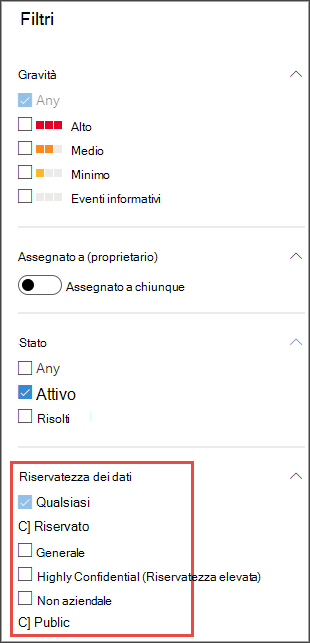 Filtri
Gravità
Any
Alto
Medio
Minimo
Eventi informativi
Assegnato a (proprietario)
Assegnato a chiunque
Stato
Any
Attivo
Risolti
Riservatezza dei dati
Qualsiasi
C] Riservato
Generale
Highly Confidential (Riservatezza elevata)
Non aziendale
C] Public